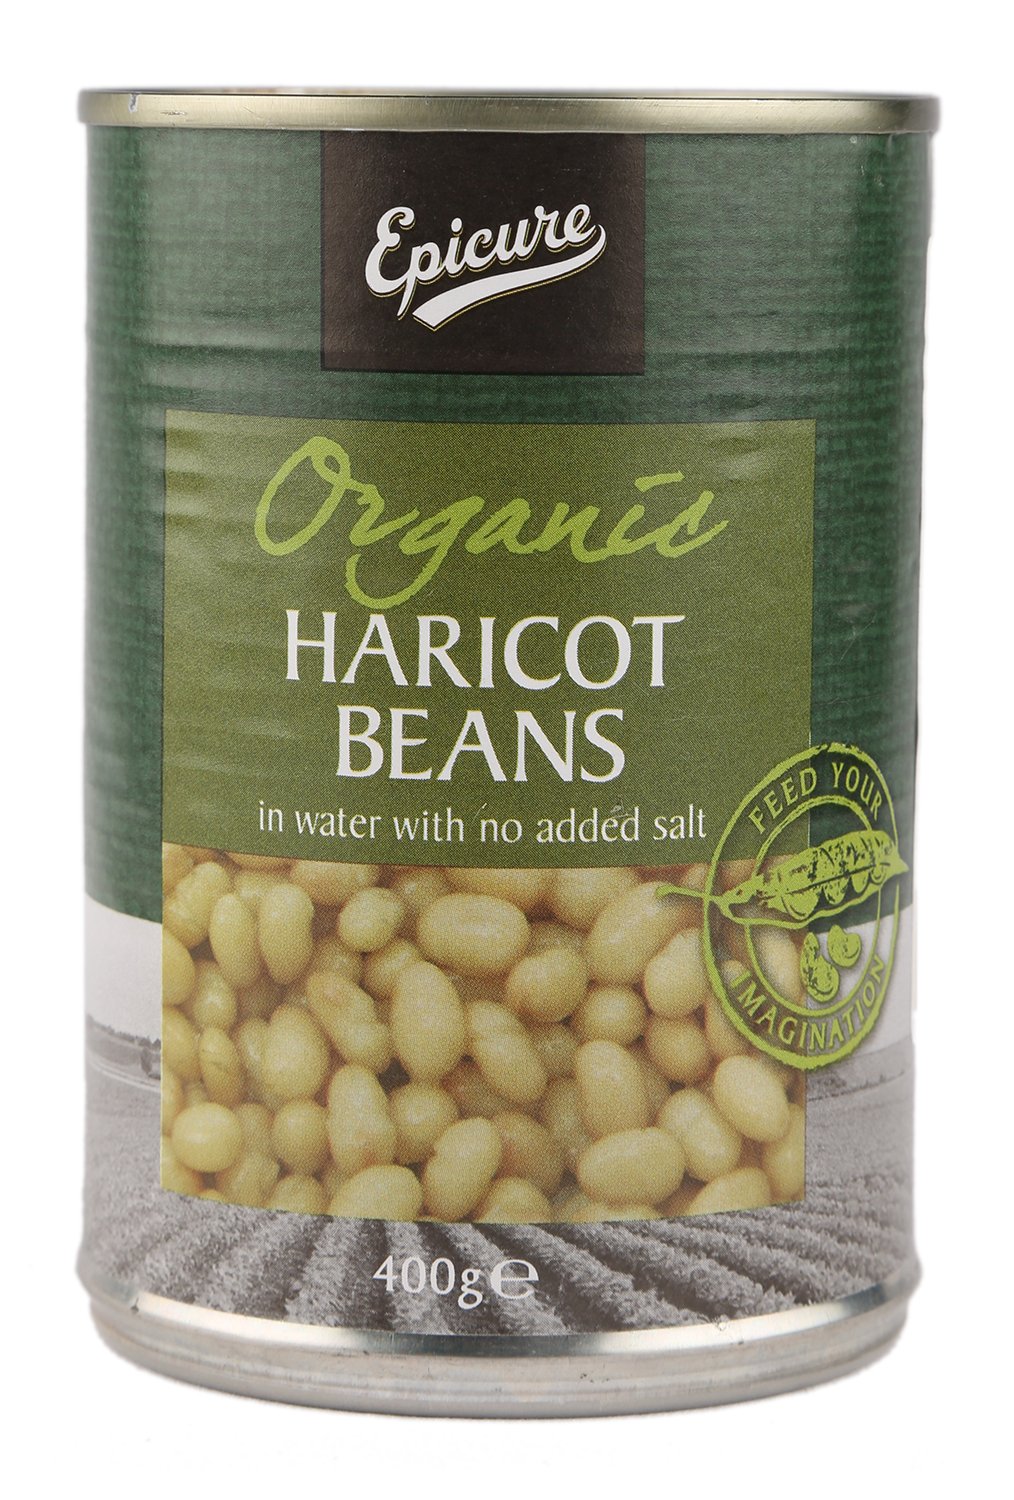 Epicure
Organic
HARICOT
BEANS
in water with no added salt
FEED YOUR
IMAGINATION
400g℮